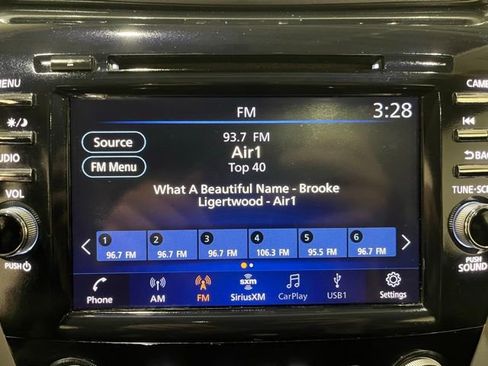 MENU
CAME
FM
3:28
Source
93.7 FM
FM Menu
Air1
Top 40
AUDIO
BACK
VOL
TUNE·SCR
What A Beautiful Name - Brooke
Ligertwood - Air1
1 2 3 4 5 6
96.7 FM 96.7 FM 96.7 FM 106.3 FM 95.5 FM 96.7 FM
PUSH
PUSH
SOUND
Phone AM FM SiriusXM CarPlay USB1 Settings
sxm